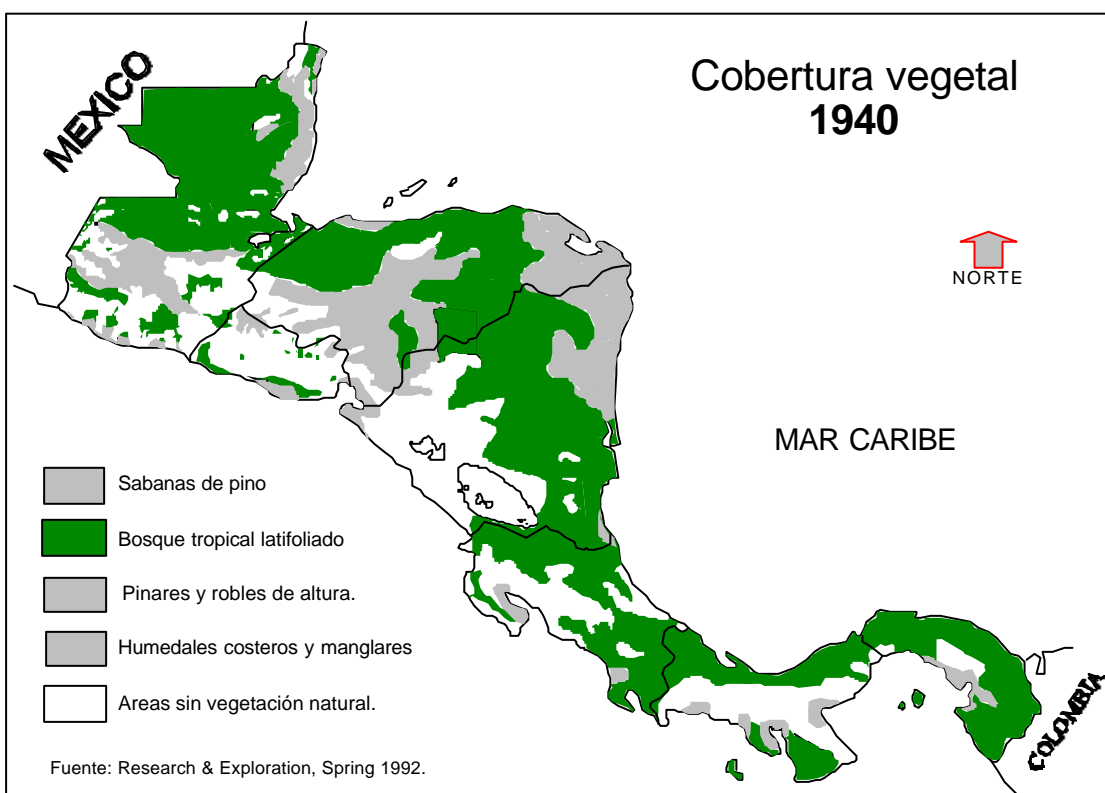 MEXICO
Cobertura vegetal
1940
NORTE
MAR CARIBE
Sabanas de pino
Bosque tropical latifoliado
Pinares y robles de altura.
Humedales costeros y manglares
Areas sin vegetación natural.
COLOMBIA
Fuente: Research & Exploration, Spring 1992.